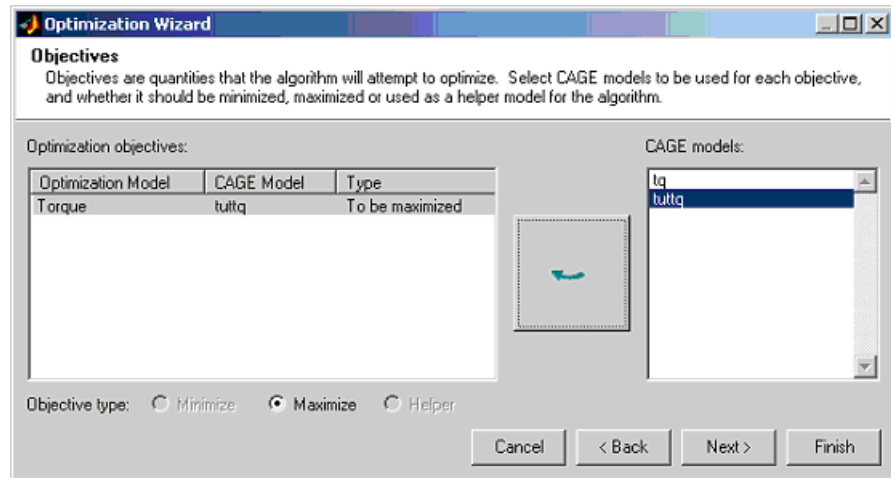 Optimization Wizard
Objectives
Objectives are quantities that the algorithm will attempt to optimize. Select CAGE models to be used for each objective,
and whether it should be minimized, maximized or used as a helper model for the algorithm.
Optimization objectives:
CAGE models:
Optimization Model CAGE Model Type
Torque tuttq To be maximized
tq
tuttq
Objective type: Minimize Maximize Helper
Cancel < Back Next > Finish